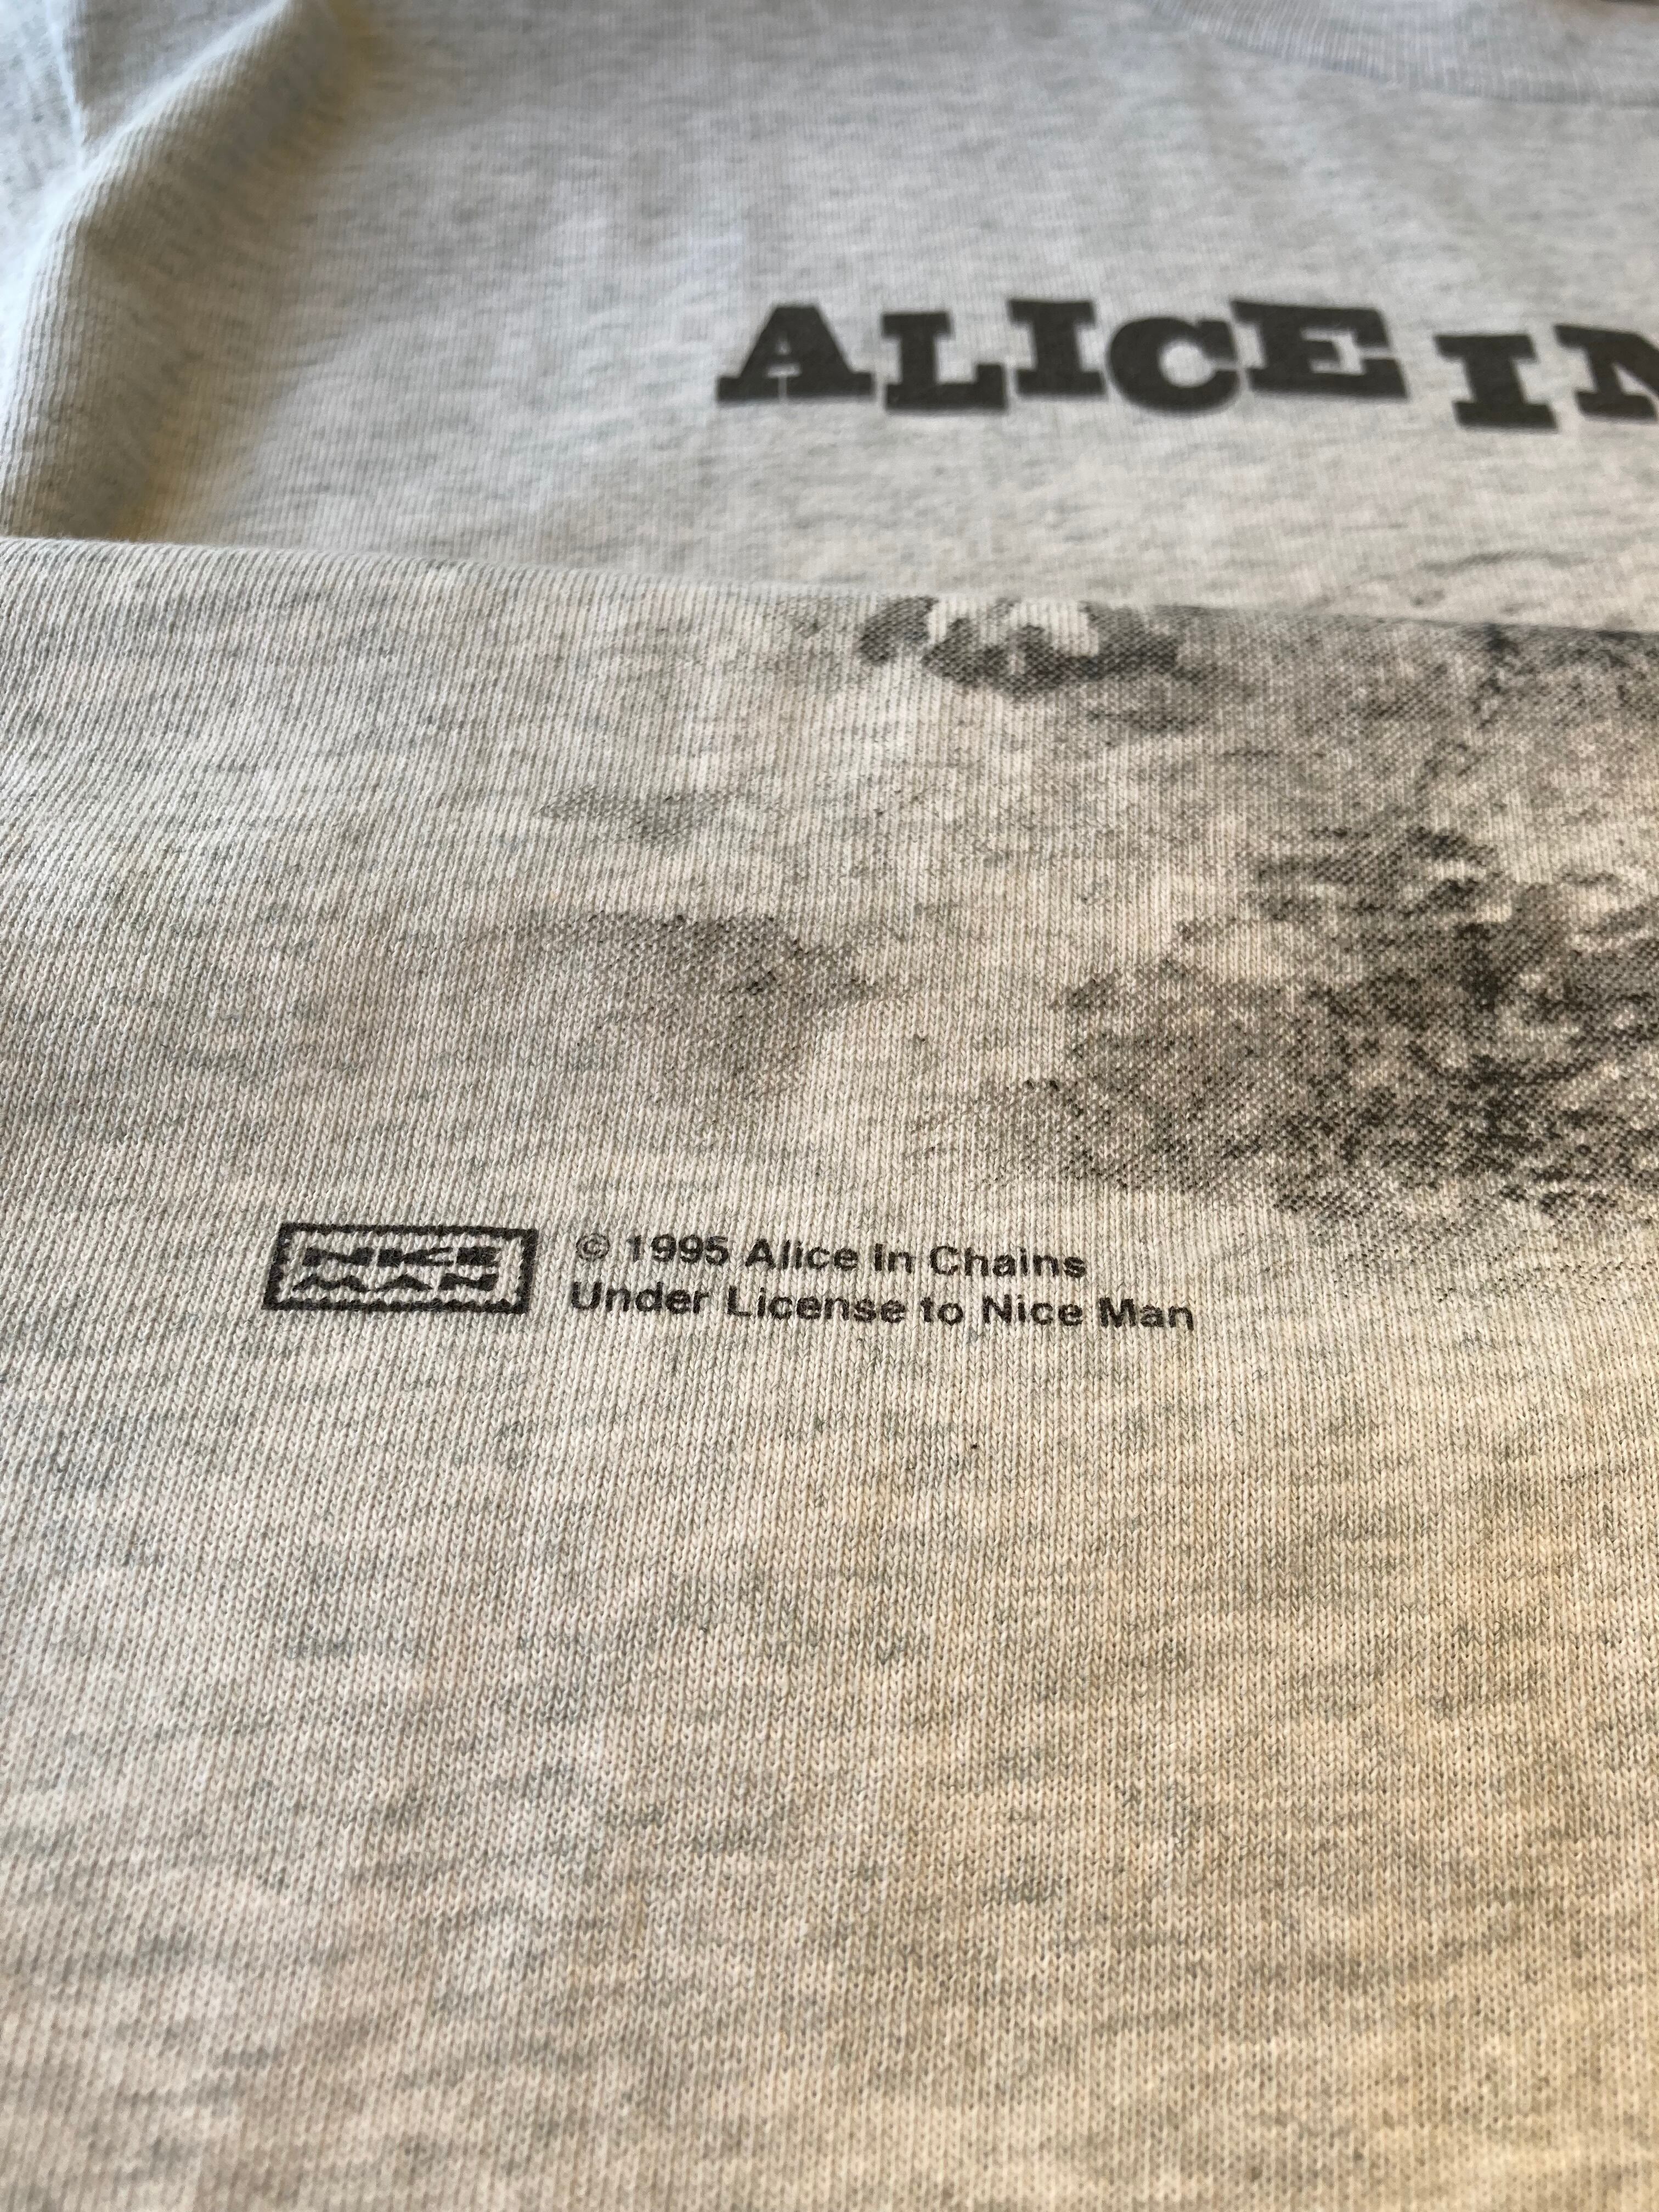 ALICE IN
NICE
MAN
© 1995 Alice In Chains
Under License to Nice Man